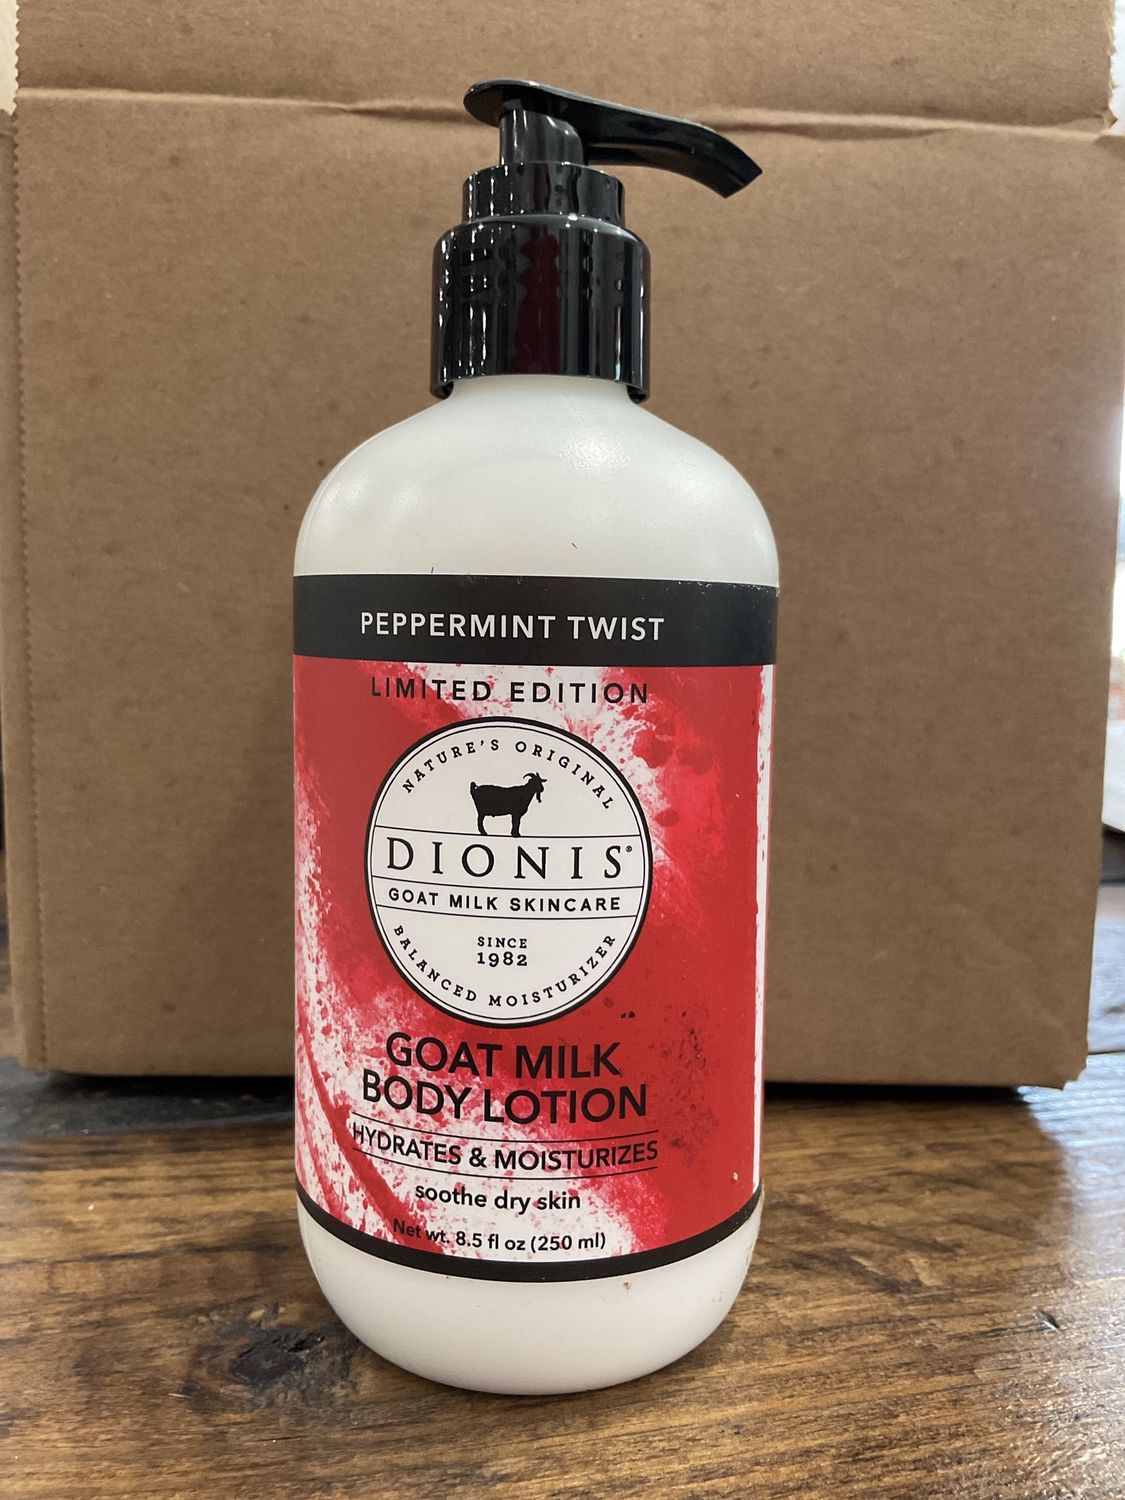 PEPPERMINT TWIST
LIMITED EDITION
NATURE'S ORIGINAL
DIONIS®
GOAT MILK SKINCARE
SINCE
1982
BALANCED MOISTURIZER
GOAT MILK
BODY LOTION
HYDRATES & MOISTURIZES
soothe dry skin
Net wt. 8.5 fl oz (250 ml)